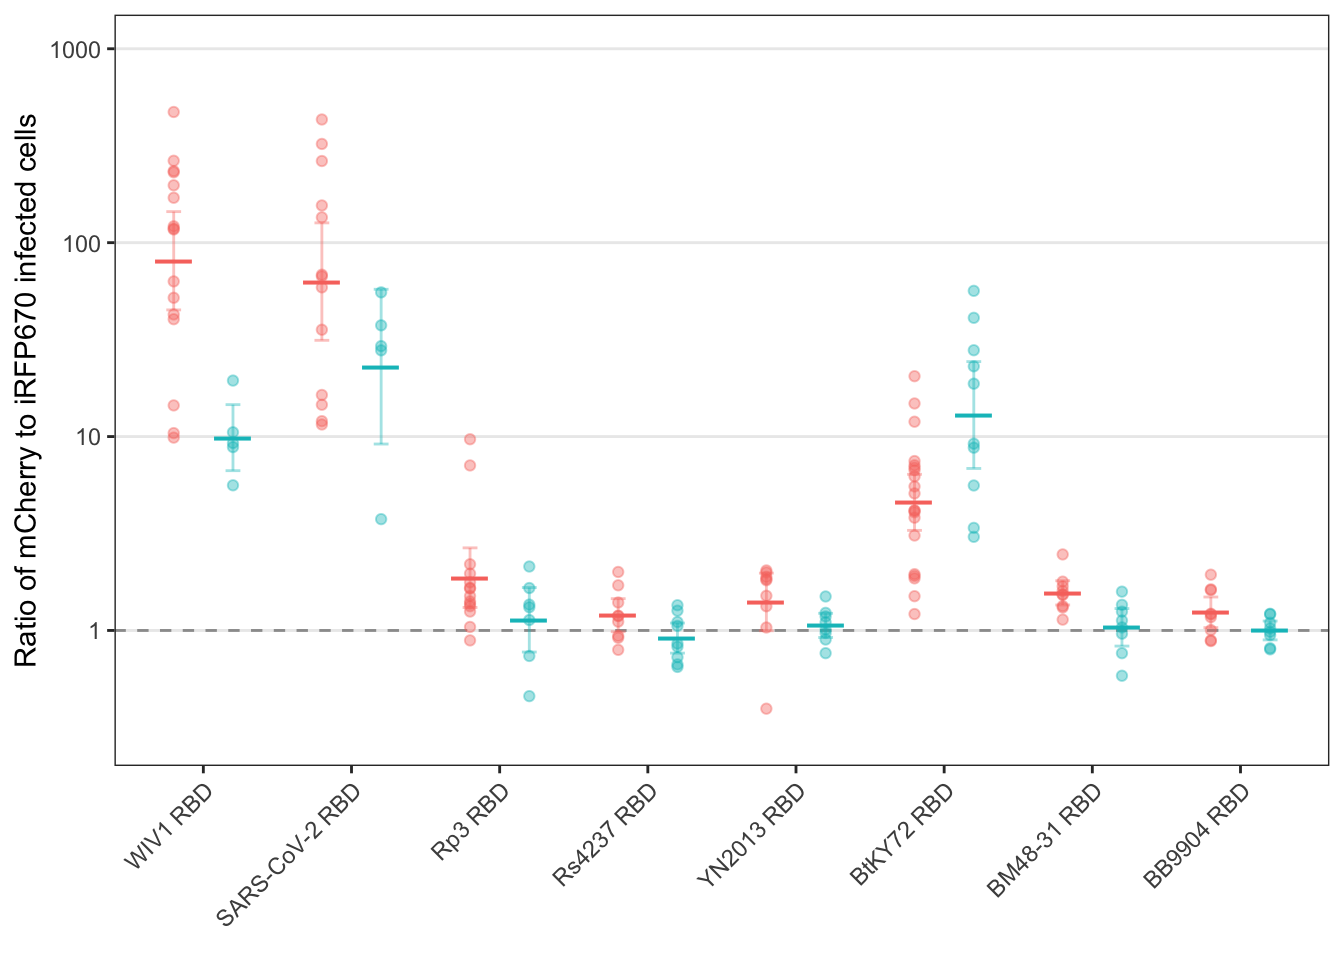 Ratio of mCherry to iRFP670 infected cells
1000
100
10
1
WIV1 RBD
SARS-CoV-2 RBD
Rp3 RBD
Rs4237 RBD
YN2013 RBD
BtKY72 RBD
BM48-31 RBD
BB9904 RBD